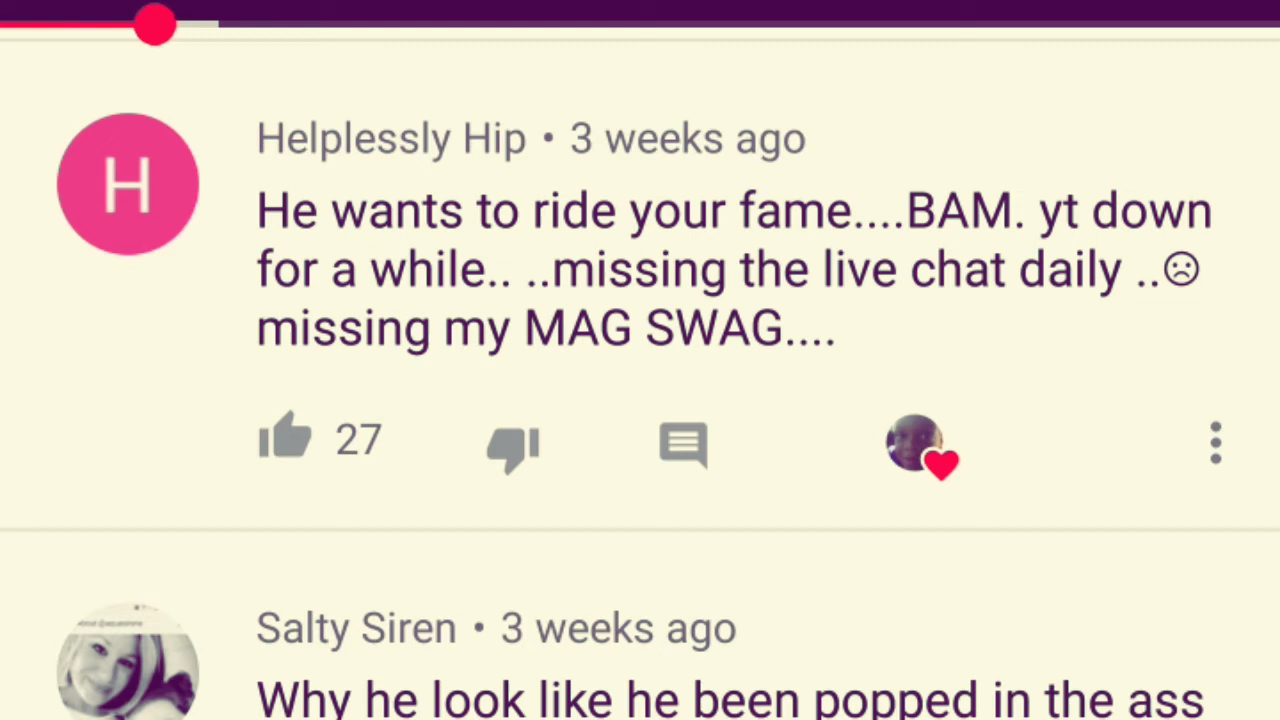 H
Helplessly Hip • 3 weeks ago
He wants to ride your fame....BAM. yt down
for a while.. ..missing the live chat daily ..☹
missing my MAG SWAG....
27
Salty Siren • 3 weeks ago
Why he look like he been popped in the ass